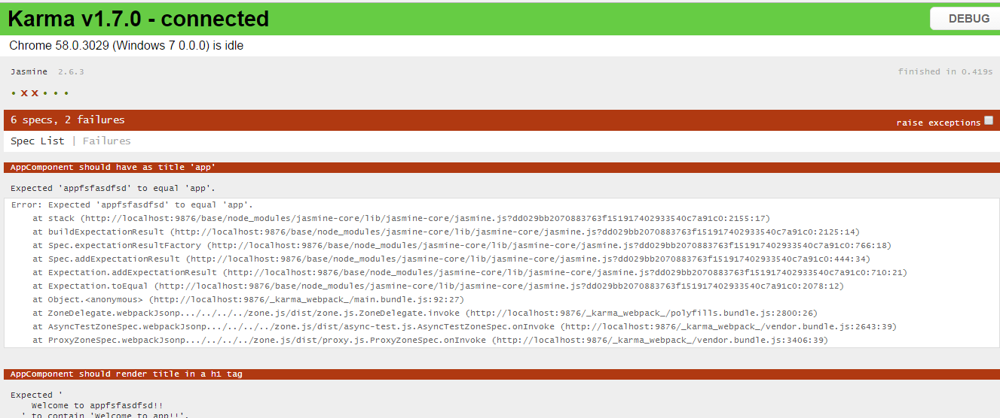 Karma v1.7.0 - connected
DEBUG
Chrome 58.0.3029 (Windows 7 0.0.0) is idle
Jasmine 2.6.3
finished in 0.419s
• x x • • •
6 specs, 2 failures
raise exceptions
Spec List | Failures
AppComponent should have as title 'app'
Expected 'appfsfasdfsd' to equal 'app'.
Error: Expected 'appfsfasdfsd' to equal 'app'.
at stack (http://localhost:9876/base/node_modules/jasmine-core/lib/jasmine-core/jasmine.js?dd029bb2070883763f151917402933540c7a91c0:2155:17)
at buildExpectationResult (http://localhost:9876/base/node_modules/jasmine-core/lib/jasmine-core/jasmine.js?dd029bb2070883763f151917402933540c7a91c0:2125:14)
at Spec.expectationResultFactory (http://localhost:9876/base/node_modules/jasmine-core/lib/jasmine-core/jasmine.js?dd029bb2070883763f151917402933540c7a91c0:766:18)
at Spec.addExpectationResult (http://localhost:9876/base/node_modules/jasmine-core/lib/jasmine-core/jasmine.js?dd029bb2070883763f151917402933540c7a91c0:444:34)
at Expectation.addExpectationResult (http://localhost:9876/base/node_modules/jasmine-core/lib/jasmine-core/jasmine.js?dd029bb2070883763f151917402933540c7a91c0:710:21)
at Expectation.toEqual (http://localhost:9876/base/node_modules/jasmine-core/lib/jasmine-core/jasmine.js?dd029bb2070883763f151917402933540c7a91c0:2078:12)
at Object.<anonymous> (http://localhost:9876/_karma_webpack_/main.bundle.js:92:27)
at ZoneDelegate.webpackJsonp.../../../../zone.js/dist/zone.js.ZoneDelegate.invoke (http://localhost:9876/_karma_webpack_/polyfills.bundle.js:2800:26)
at AsyncTestZoneSpec.webpackJsonp.../../../../zone.js/dist/async-test.js.AsyncTestZoneSpec.onInvoke (http://localhost:9876/_karma_webpack_/vendor.bundle.js:2643:39)
at ProxyZoneSpec.webpackJsonp.../../../../zone.js/dist/proxy.js.ProxyZoneSpec.onInvoke (http://localhost:9876/_karma_webpack_/vendor.bundle.js:3406:39)
AppComponent should render title in a h1 tag
Expected '
Welcome to appfsfasdfsd!!
' to contain 'Welcome to app!!'.